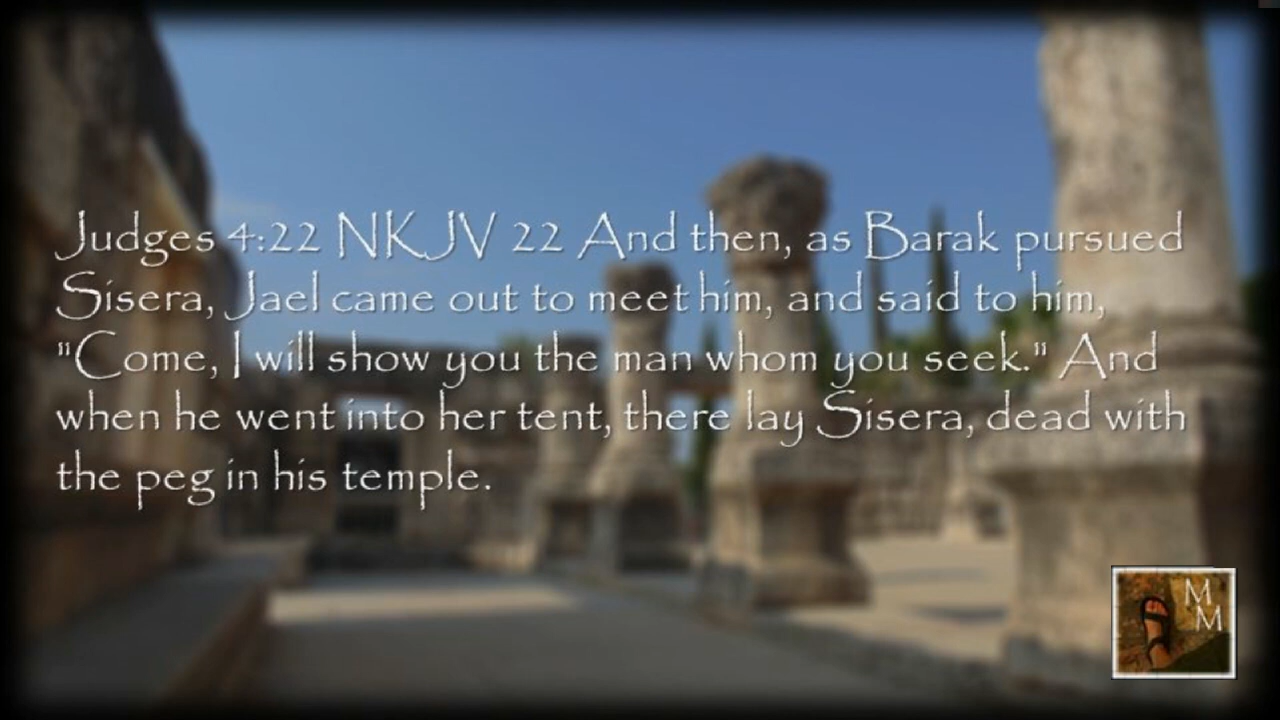 Judges 4:22 NKJV 22 And then, as Barak pursued
Sisera, Jael came out to meet him, and said to him,
"Come, I will show you the man whom you seek." And
when he went into her tent, there lay Sisera, dead with
the peg in his temple.
M
M